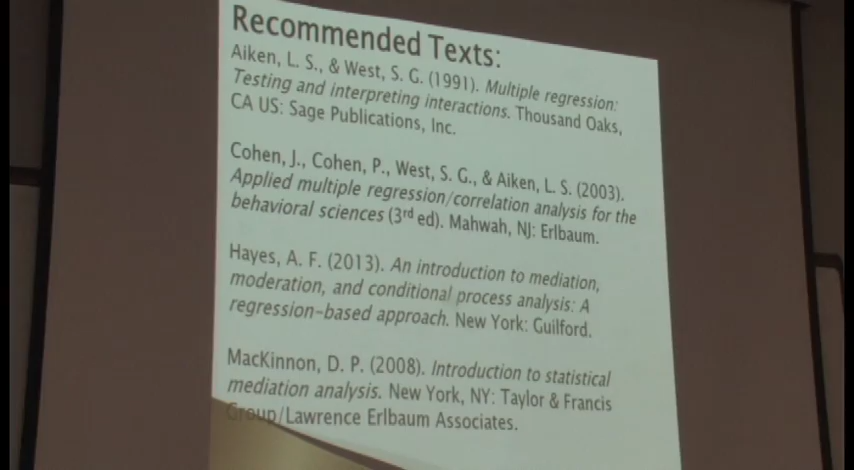 Recommended Texts:
Aiken, L. S., & West, S. G. (1991). Multiple regression:
Testing and interpreting interactions. Thousand Oaks,
CA US: Sage Publications, Inc.
Cohen, J., Cohen, P., West, S. G., & Aiken, L. S. (2003).
Applied multiple regression/correlation analysis for the
behavioral sciences (3rd ed). Mahwah, NJ: Erlbaum.
Hayes, A. F. (2013). An introduction to mediation,
moderation, and conditional process analysis: A
regression-based approach. New York: Guilford.
MacKinnon, D. P. (2008). Introduction to statistical
mediation analysis. New York, NY: Taylor & Francis
Group/Lawrence Erlbaum Associates.